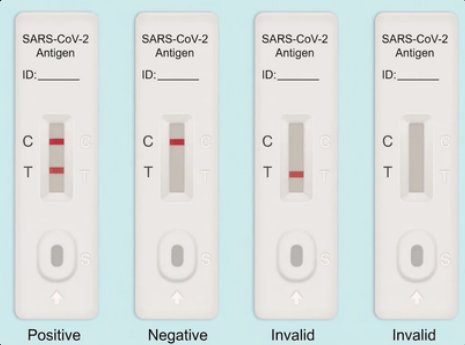 SARS-CoV-2
Antigen
ID:______
C
C
T
T
S
Positive
SARS-CoV-2
Antigen
ID:______
C
C
T
T
S
Negative
SARS-CoV-2
Antigen
ID:______
C
C
T
T
S
Invalid
SARS-CoV-2
Antigen
ID:______
C
C
T
T
S
Invalid